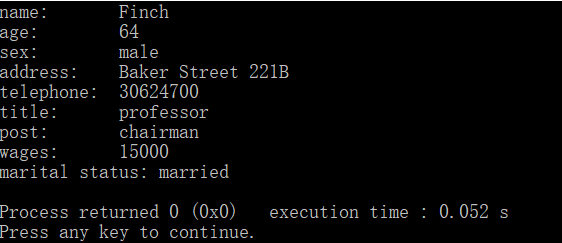 name:      Finch
age:       64
sex:       male
address:   Baker Street 221B
telephone: 30624700
title:     professor
post:      chairman
wages:     15000
marital status: married
Process returned 0 (0x0)   execution time : 0.052 s
Press any key to continue.